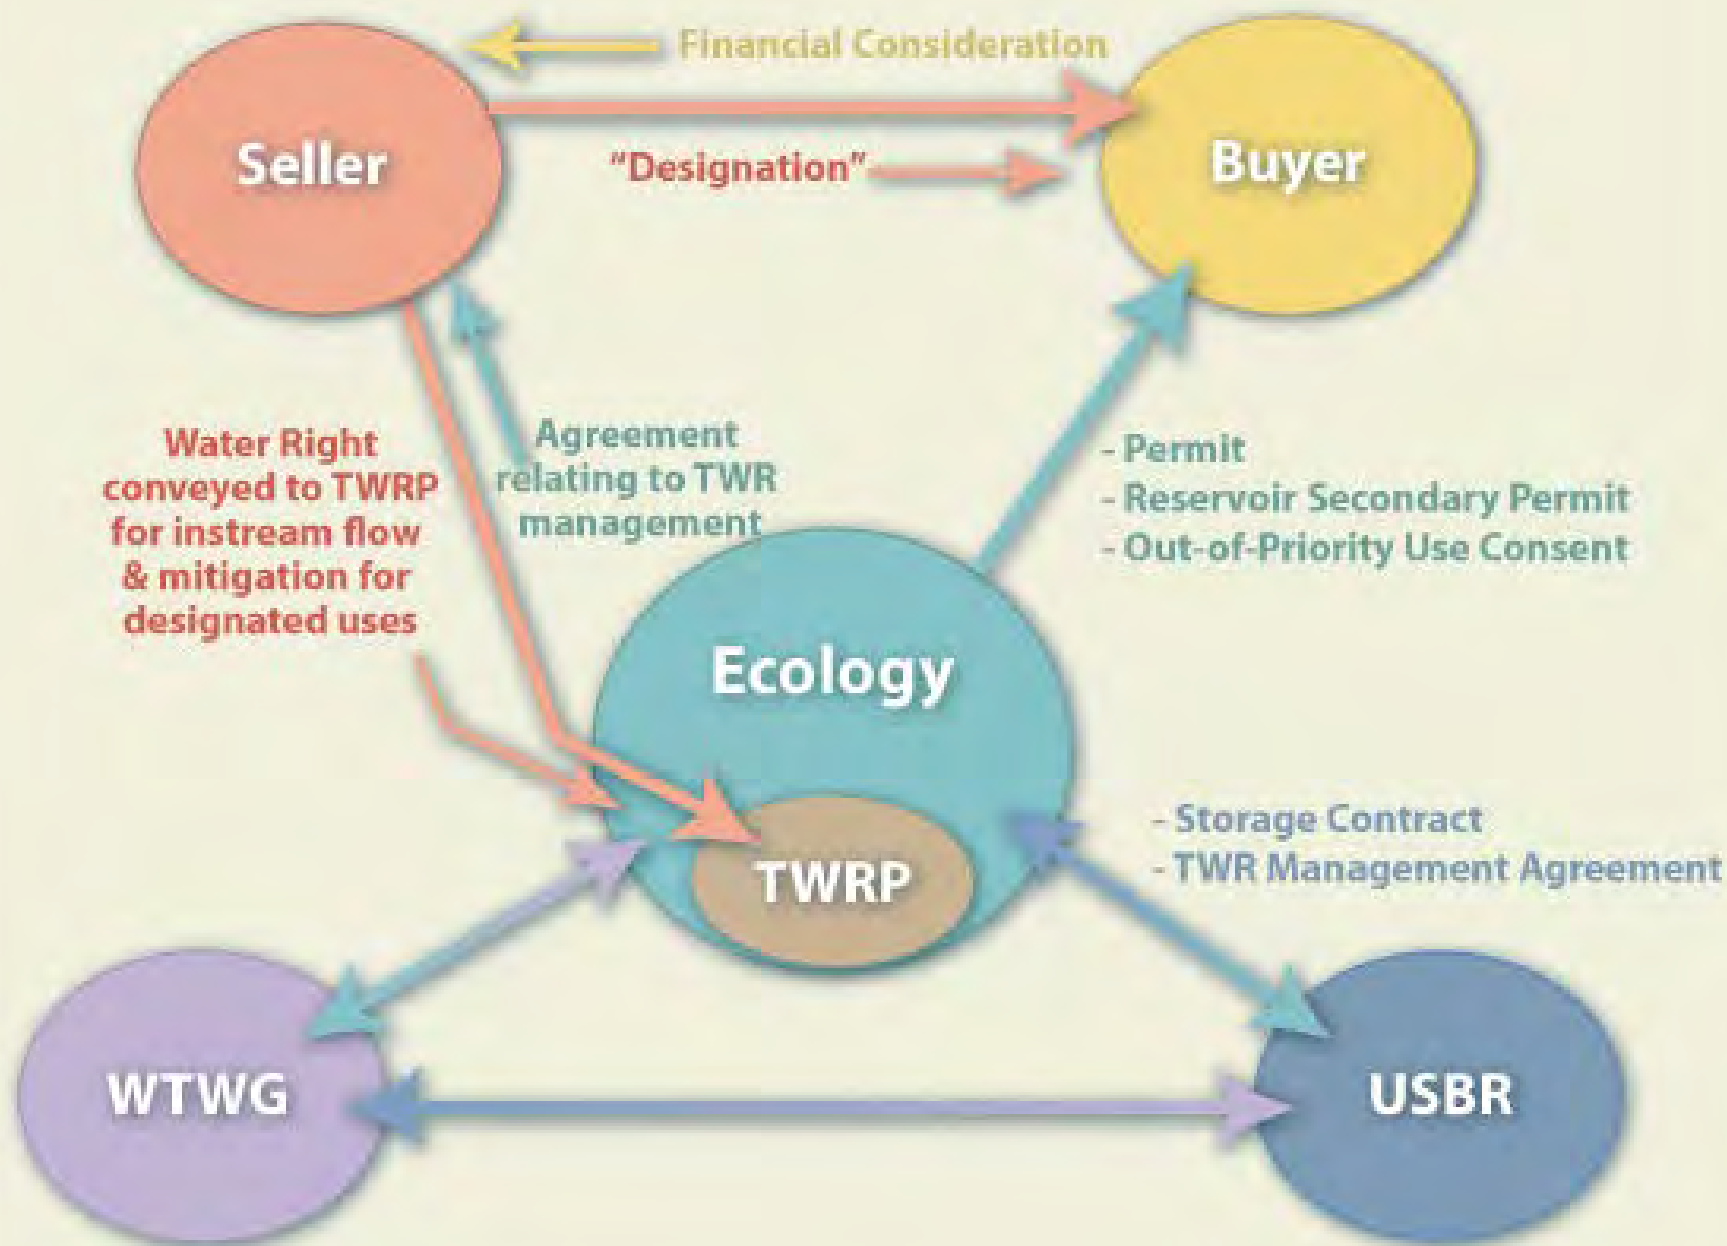 Financial Consideration
Seller
"Designation"
Buyer
Water Right
conveyed to TWRP
for instream flow
& mitigation for
designated uses
Agreement
relating to TWR
management
- Permit
- Reservoir Secondary Permit
- Out-of-Priority Use Consent
Ecology
TWRP
- Storage Contract
- TWR Management Agreement
WTWG
USBR